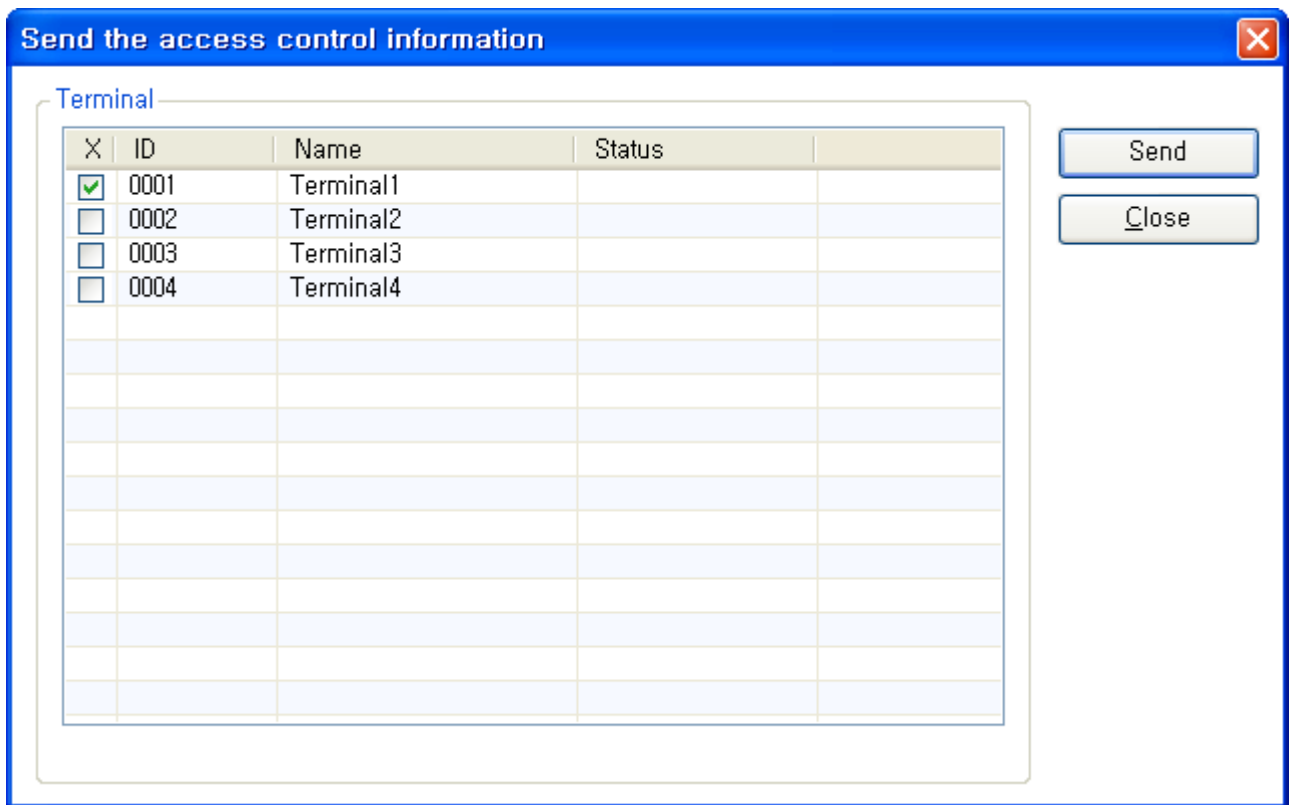 Send the access control information
Terminal
X ID Name Status
0001 Terminal1
0002 Terminal2
0003 Terminal3
0004 Terminal4
Send
Close